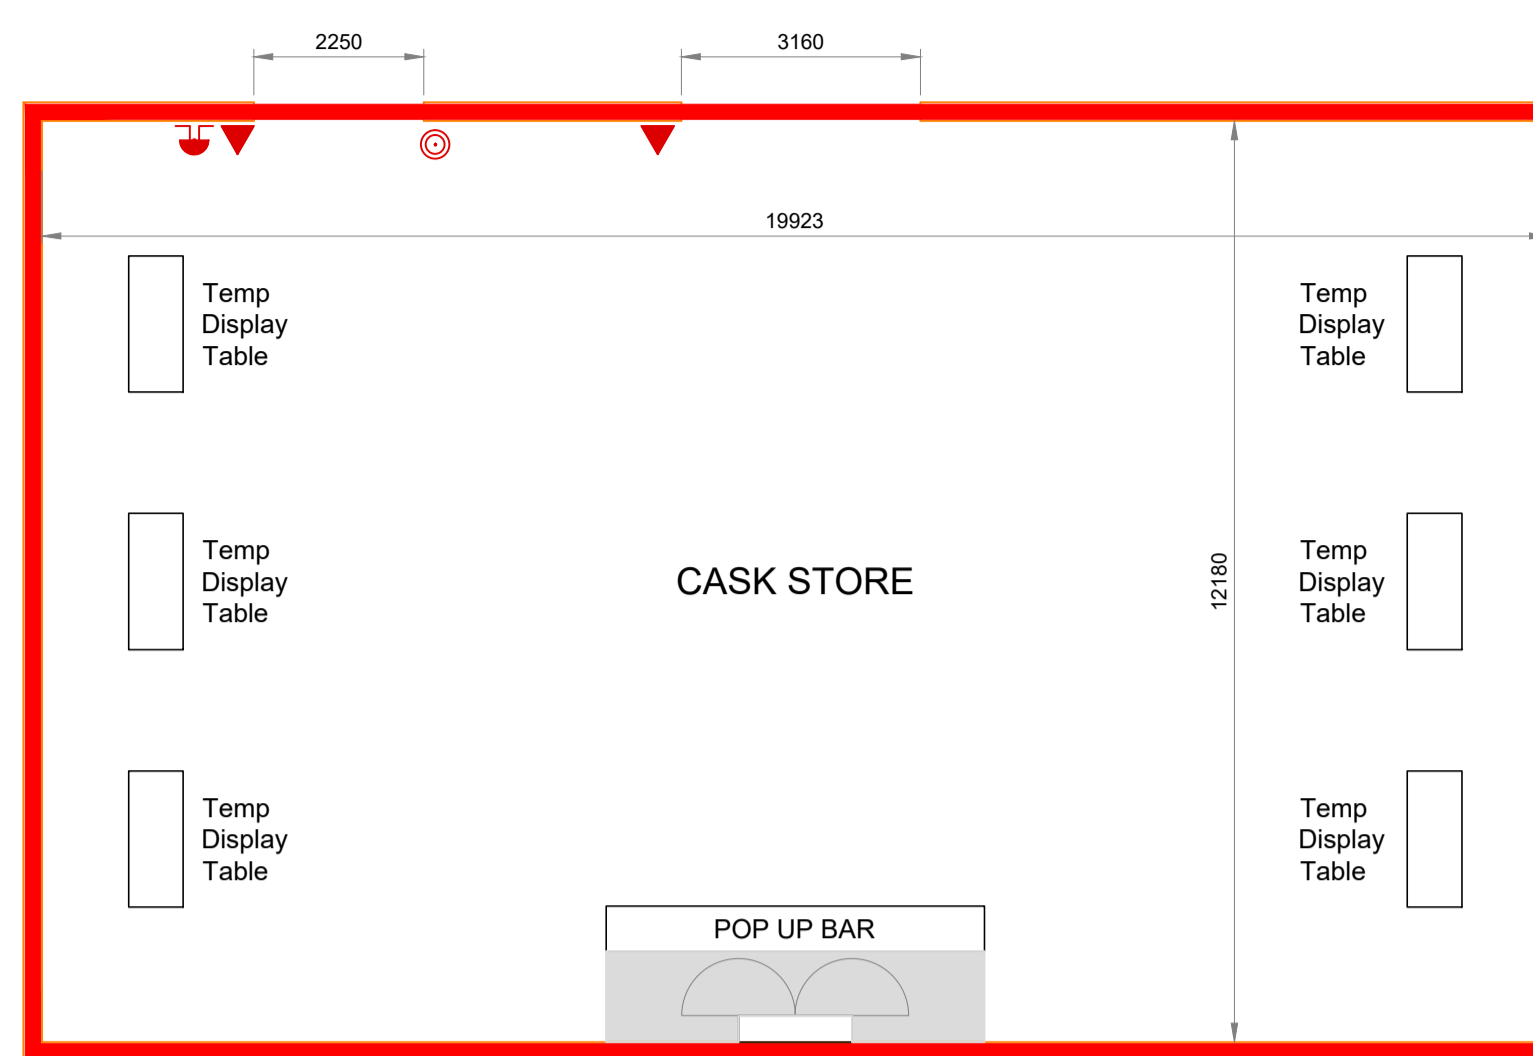 2250
3160
19923
Temp
Display
Table
Temp
Display
Table
Temp
Display
Table
CASK STORE
12180
Temp
Display
Table
Temp
Display
Table
Temp
Display
Table
POP UP BAR